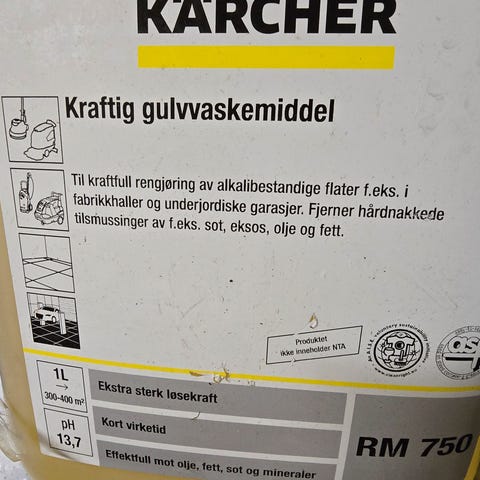 KÄRCHER
Kraftig gulvvaskemiddel
Til kraftfull rengjøring av alkalibestandige flater f.eks. i
fabrikkhaller og underjordiske garasjer. Fjerner hårdnakkede
tilsmussinger av f.eks. sot, eksos, olje og fett.
Produktet
ikke inneholder NTA
1L
→
300-400 m²
Ekstra sterk løsekraft
pH
13,7
Kort virketid
Effektfull mot olje, fett, sot og mineraler
RM 750